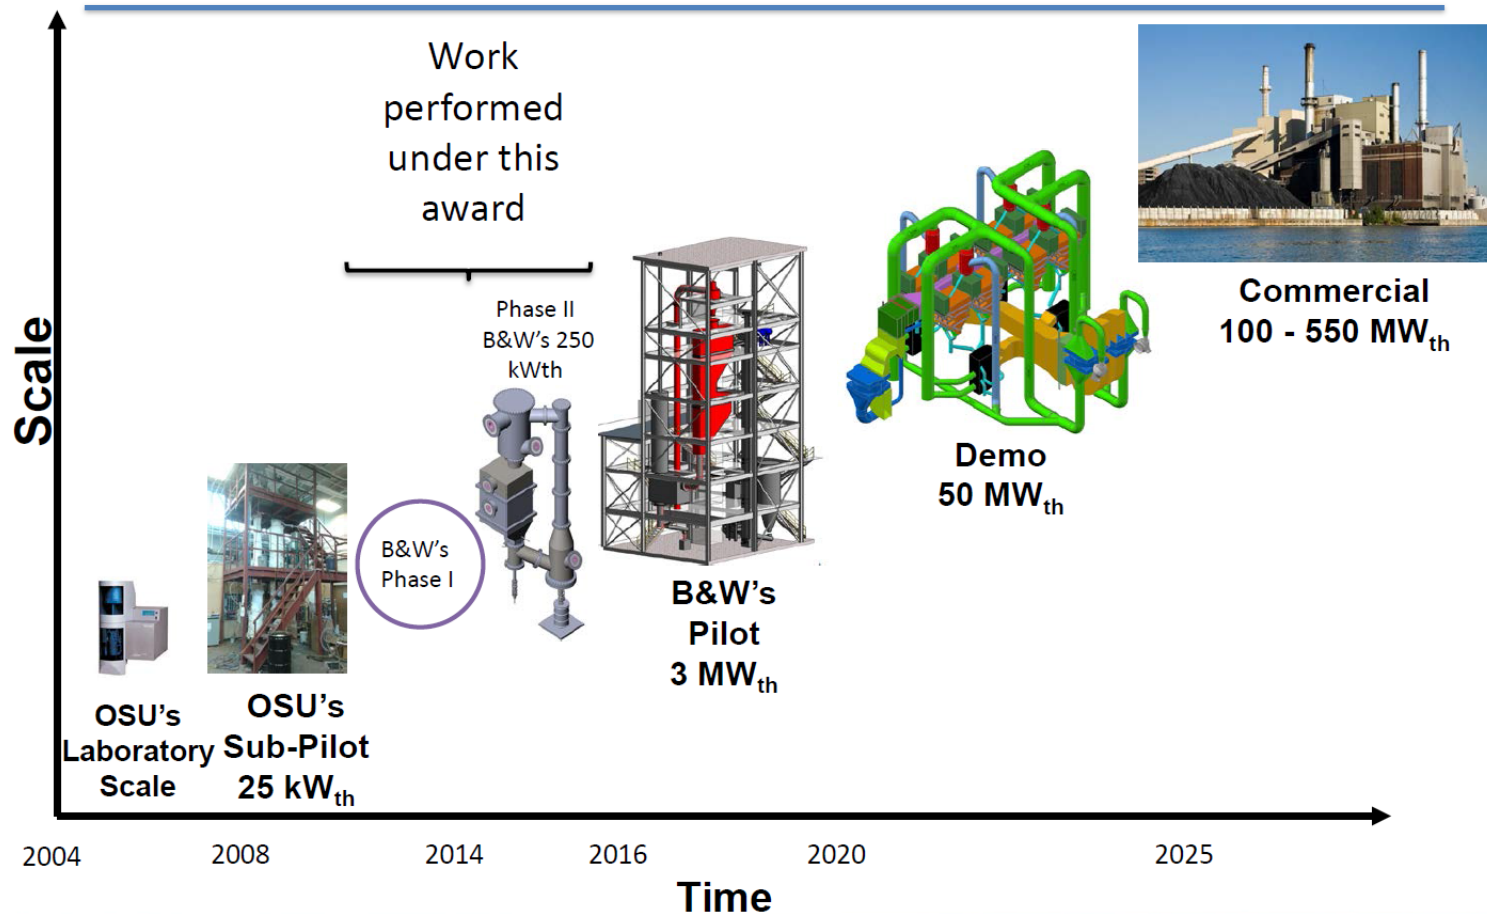 Work
performed
under this
award
Commercial
100 - 550 MWth
Phase II
B&W’s 250
kWth
Demo
50 MWth
B&W’s
Phase I
B&W’s
Pilot
3 MWth
OSU’s
Laboratory
Scale
OSU’s
Sub-Pilot
25 kWth
Scale
2004
2008
2014
2016
2020
2025
Time